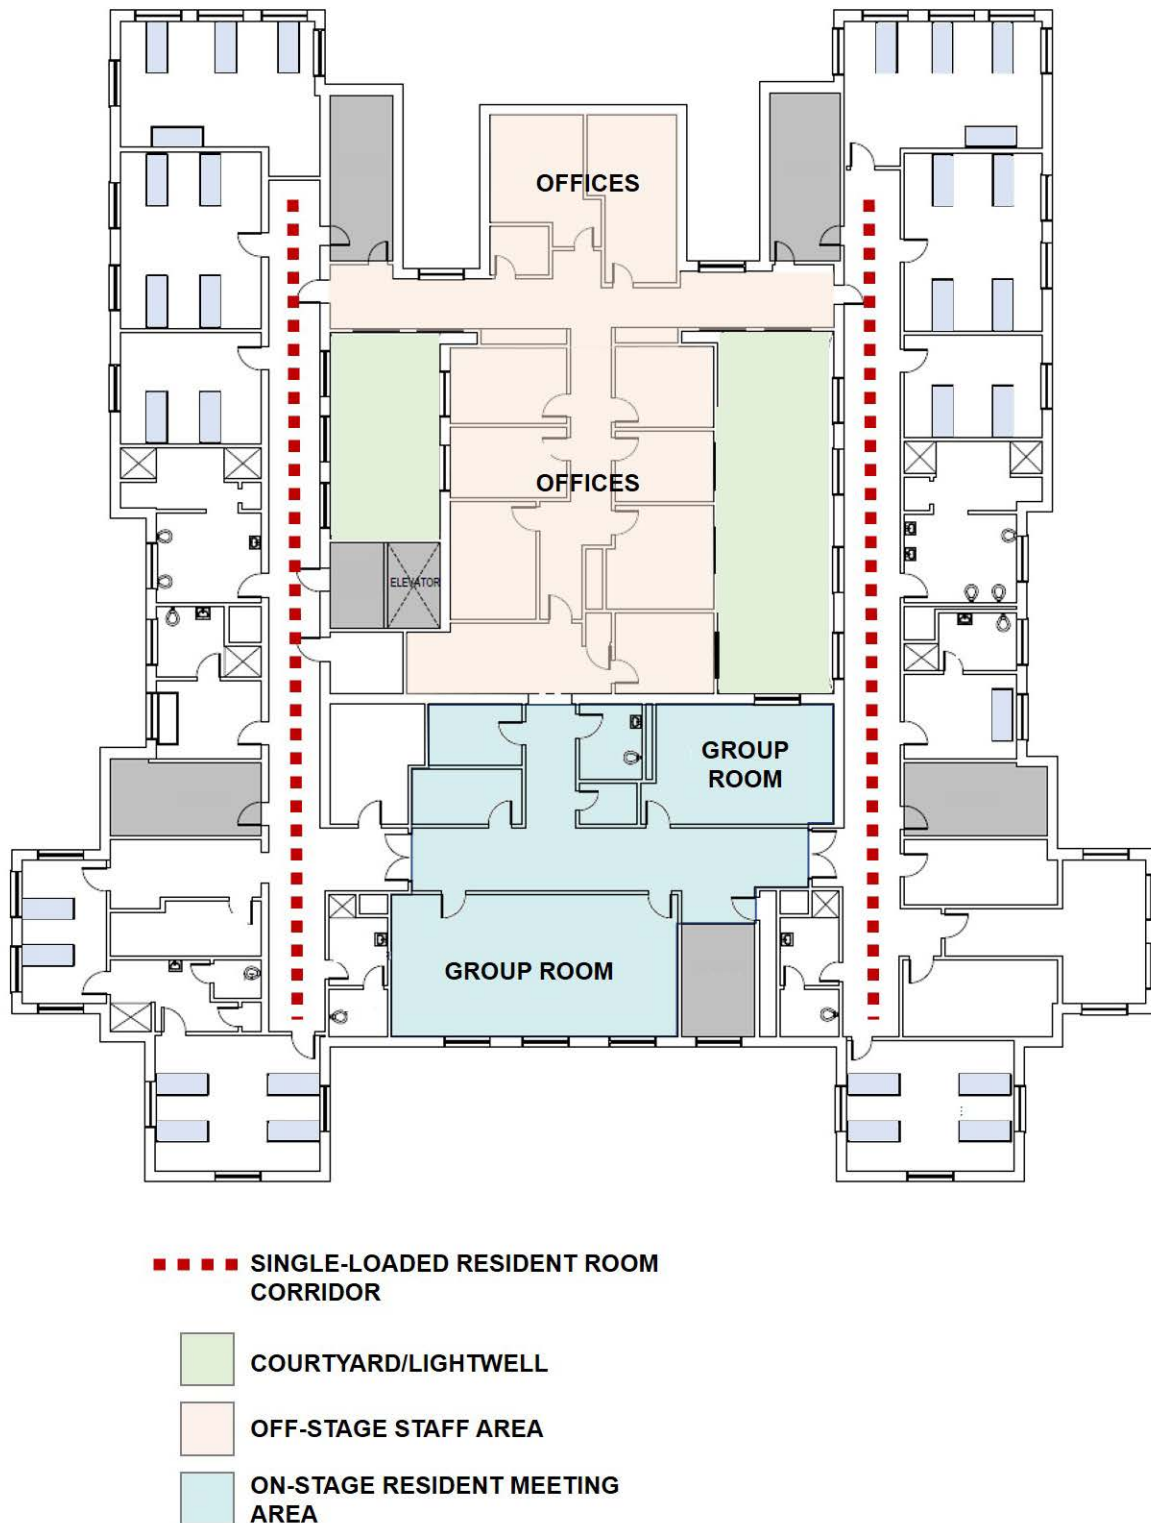 OFFICES
OFFICES
ELEVATOR
GROUP
ROOM
GROUP ROOM
SINGLE-LOADED RESIDENT ROOM
CORRIDOR
COURTYARD/LIGHTWELL
OFF-STAGE STAFF AREA
ON-STAGE RESIDENT MEETING
AREA